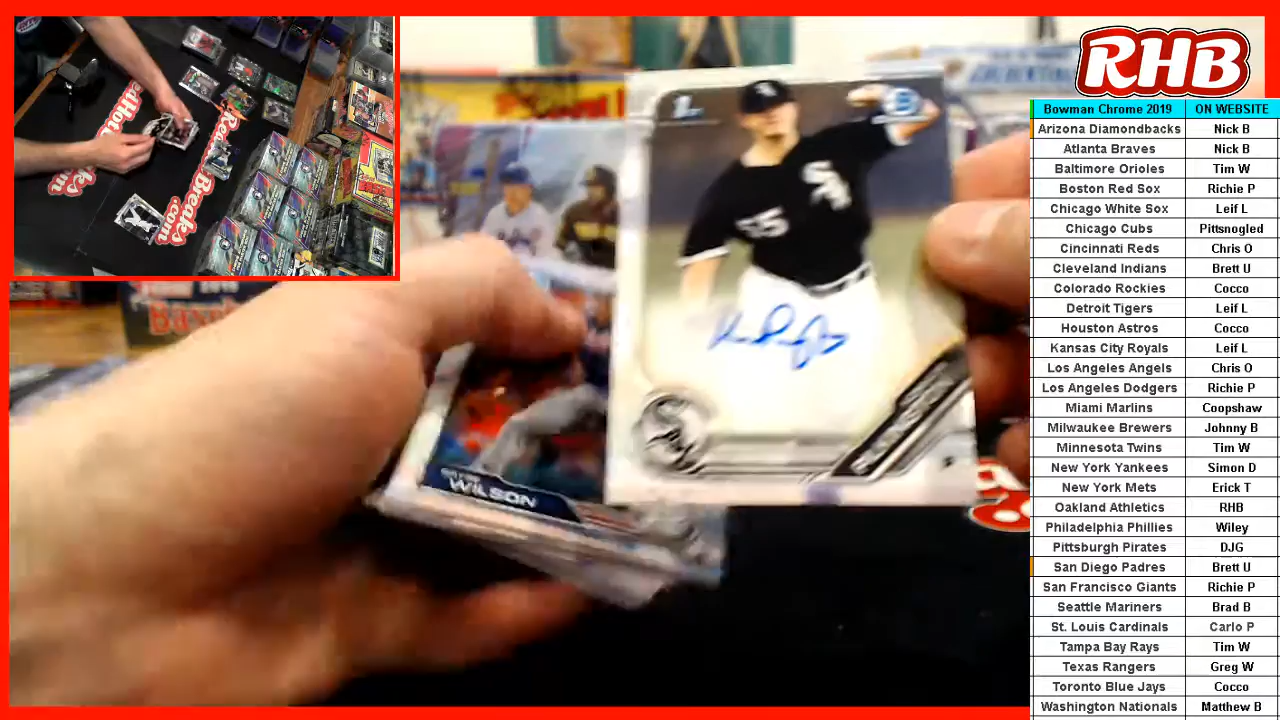 RHB
Bowman Chrome 2019 ON WEBSITE
Arizona Diamondbacks Nick B
Atlanta Braves Nick B
Baltimore Orioles Tim W
Boston Red Sox Richie P
Chicago White Sox Leif L
Chicago Cubs Pittsnogled
Cincinnati Reds Chris O
Cleveland Indians Brett U
Colorado Rockies Cocco
Detroit Tigers Leif L
Houston Astros Cocco
Kansas City Royals Leif L
Los Angeles Angels Chris O
Los Angeles Dodgers Richie P
Miami Marlins Coopshaw
Milwaukee Brewers Johnny B
Minnesota Twins Tim W
New York Yankees Simon D
New York Mets Erick T
Oakland Athletics RHB
Philadelphia Phillies Wiley
Pittsburgh Pirates DJG
San Diego Padres Brett U
San Francisco Giants Richie P
Seattle Mariners Brad B
St. Louis Cardinals Carlo P
Tampa Bay Rays Tim W
Texas Rangers Greg W
Toronto Blue Jays Cocco
Washington Nationals Matthew B
RedHot
Breaks
.com
WILSON